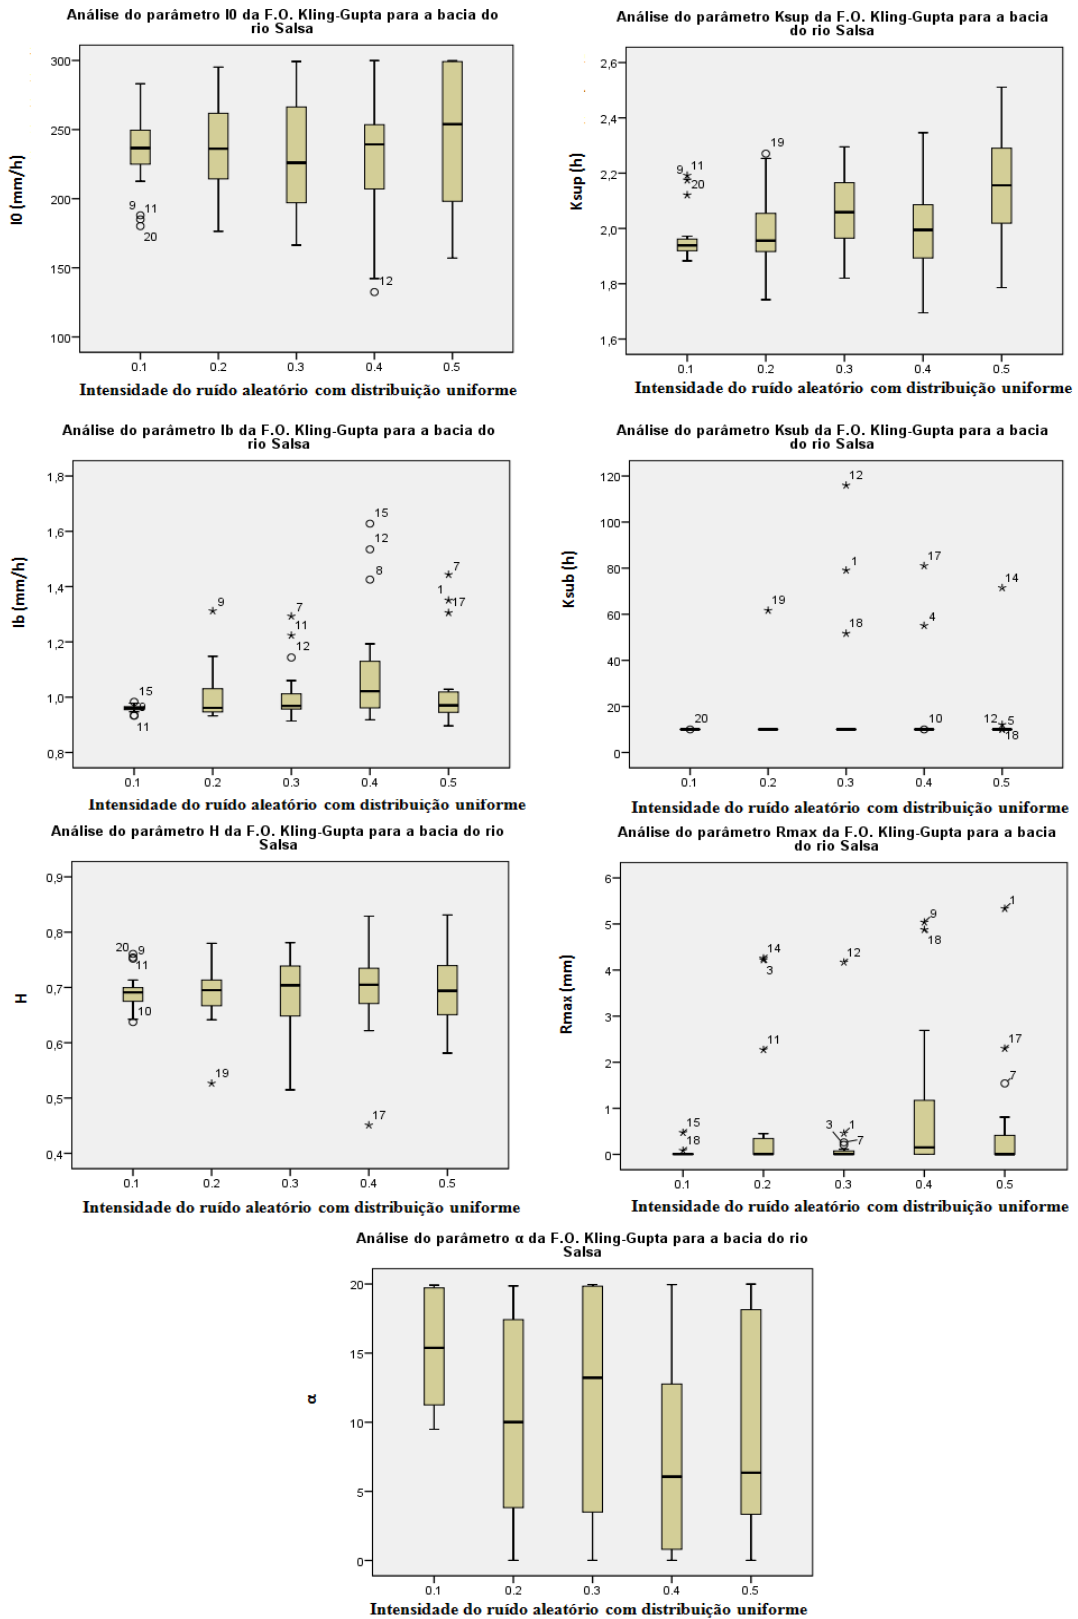 Análise do parâmetro I0 da F.O. Kling-Gupta para a bacia do
rio Salsa
I0 (mm/h)
300
250
200
150
100
9
11
20
12
0.1 0.2 0.3 0.4 0.5
Intensidade do ruído aleatório com distribuição uniforme
Análise do parâmetro Ksup da F.O. Kling-Gupta para a bacia
do rio Salsa
Ksup (h)
2,6
2,4
2,2
2,0
1,8
1,6
9
11
20
19
0.1 0.2 0.3 0.4 0.5
Intensidade do ruído aleatório com distribuição uniforme
Análise do parâmetro Ib da F.O. Kling-Gupta para a bacia do
rio Salsa
Ib (mm/h)
1,8
1,6
1,4
1,2
1,0
0,8
15
11
9
7
11
12
15
12
8
7
1
17
0.1 0.2 0.3 0.4 0.5
Intensidade do ruído aleatório com distribuição uniforme
Análise do parâmetro Ksub da F.O. Kling-Gupta para a bacia
do rio Salsa
Ksub (h)
120
100
80
60
40
20
0
20
19
12
1
18
17
4
10
14
12
5
18
0.1 0.2 0.3 0.4 0.5
Intensidade do ruído aleatório com distribuição uniforme
Análise do parâmetro H da F.O. Kling-Gupta para a bacia do rio
Salsa
H
0,9
0,8
0,7
0,6
0,5
0,4
20
9
11
10
19
17
0.1 0.2 0.3 0.4 0.5
Intensidade do ruído aleatório com distribuição uniforme
Análise do parâmetro Rmax da F.O. Kling-Gupta para a bacia
do rio Salsa
Rmax (mm)
6
5
4
3
2
1
0
15
18
14
3
11
12
3
1
7
9
18
1
17
7
0.1 0.2 0.3 0.4 0.5
Intensidade do ruído aleatório com distribuição uniforme
Análise do parâmetro α da F.O. Kling-Gupta para a bacia do rio
Salsa
α
20
15
10
5
0
0.1 0.2 0.3 0.4 0.5
Intensidade do ruído aleatório com distribuição uniforme